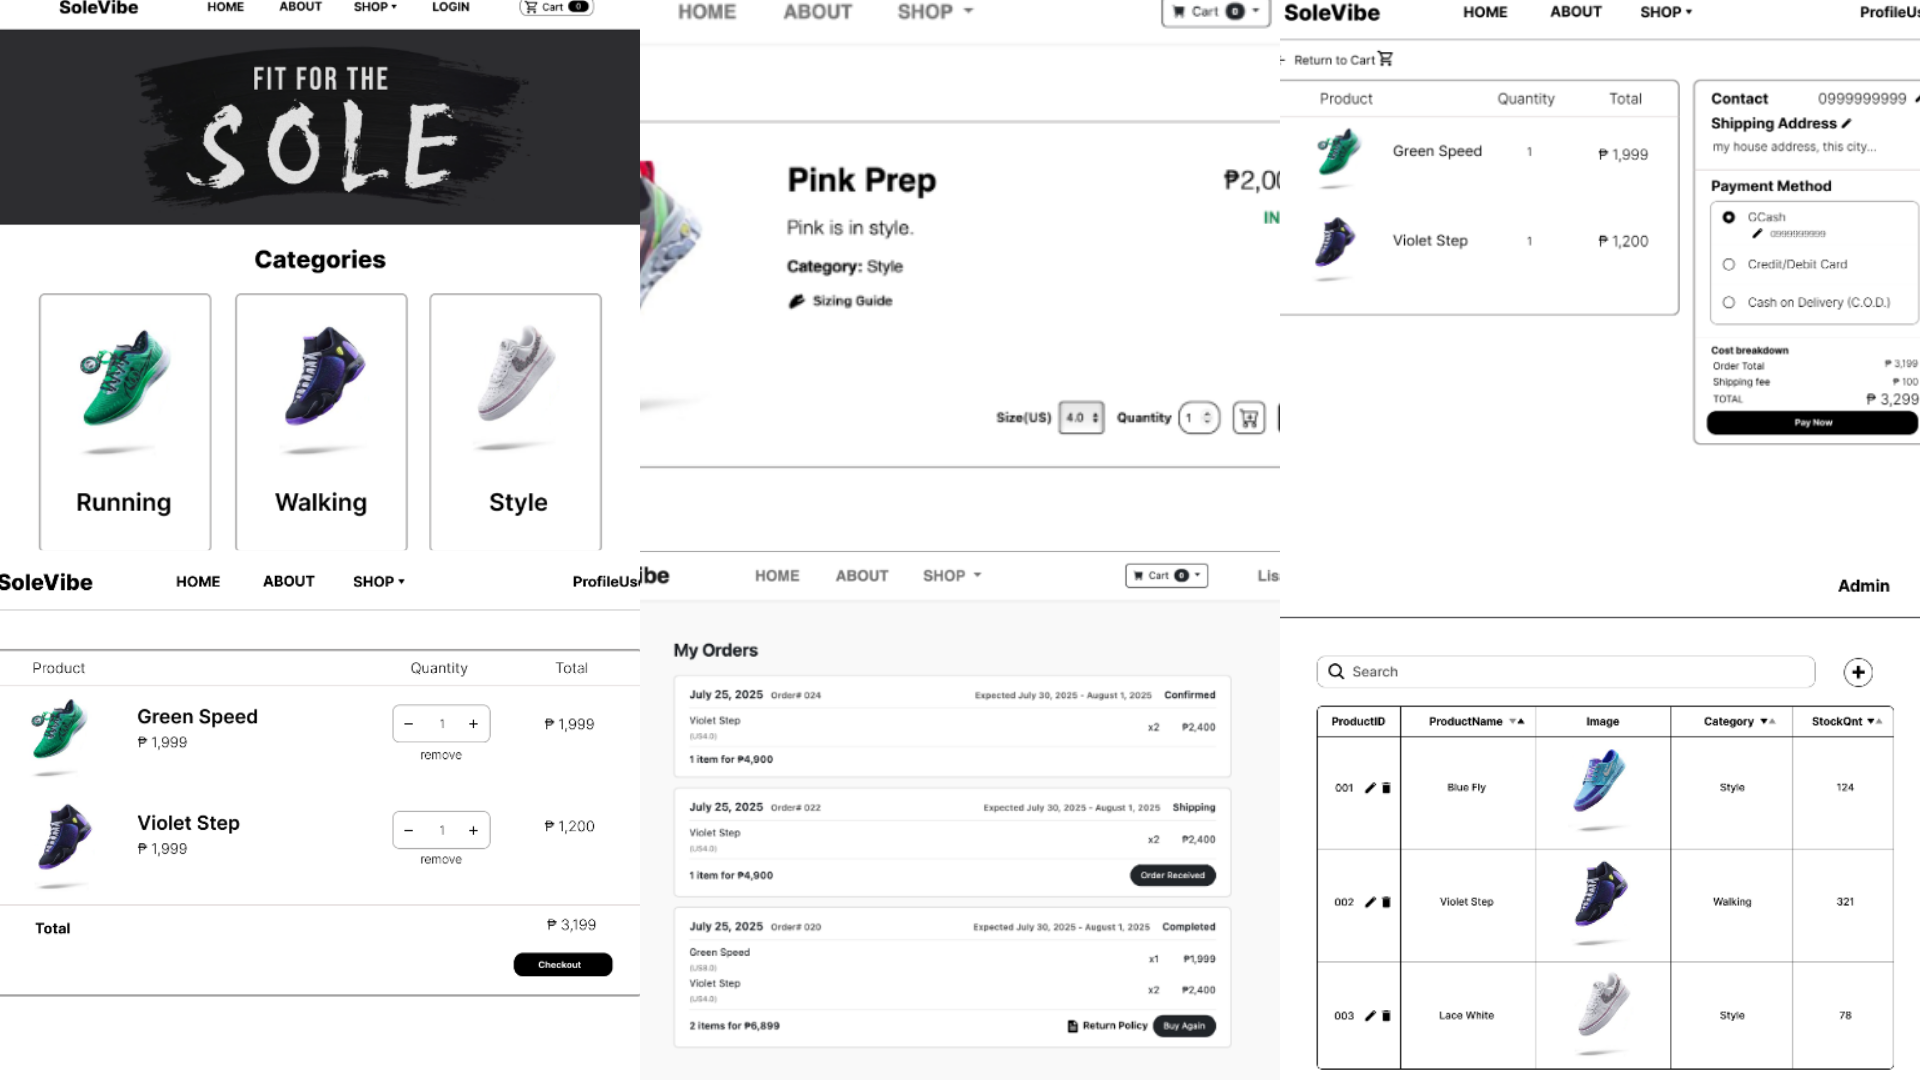 SoleVibe HOME ABOUT SHOP LOGIN Cart 0
FIT FOR THE
SOLE
Categories
Running Walking Style
HOME ABOUT SHOP Cart 0
Pink Prep ₱2,00
Pink is in style. IN
Category: Style
Sizing Guide
Size(US) 4.0 Quantity 1
SoleVibe HOME ABOUT SHOP ProfileUs
Return to Cart
Product Quantity Total
Green Speed 1 ₱ 1,999
Violet Step 1 ₱ 1,200
Contact 0999999999
Shipping Address
my house address, this city...
Payment Method
GCash
0999999999
Credit/Debit Card
Cash on Delivery (C.O.D.)
Cost breakdown
Order Total ₱ 3,199
Shipping fee ₱ 100
TOTAL ₱ 3,299
Pay Now
SoleVibe HOME ABOUT SHOP ProfileUs
Product Quantity Total
Green Speed 1 ₱ 1,999
₱ 1,999
remove
Violet Step 1 ₱ 1,200
₱ 1,999
remove
Total ₱ 3,199
Checkout
ibe HOME ABOUT SHOP Cart 0 Lis
My Orders
July 25, 2025 Order# 024 Expected July 30, 2025 - August 1, 2025 Confirmed
Violet Step x2 ₱2,400
(US4.0)
1 item for ₱4,900
July 25, 2025 Order# 022 Expected July 30, 2025 - August 1, 2025 Shipping
Violet Step x2 ₱2,400
(US4.0)
1 item for ₱4,900 Order Received
July 25, 2025 Order# 020 Expected July 30, 2025 - August 1, 2025 Completed
Green Speed x1 ₱1,999
(US8.0)
Violet Step x2 ₱2,400
(US4.0)
2 items for ₱6,899 Return Policy Buy Again
Admin
Search
ProductID ProductName Image Category StockQnt
001 Blue Fly Style 124
002 Violet Step Walking 321
003 Lace White Style 78